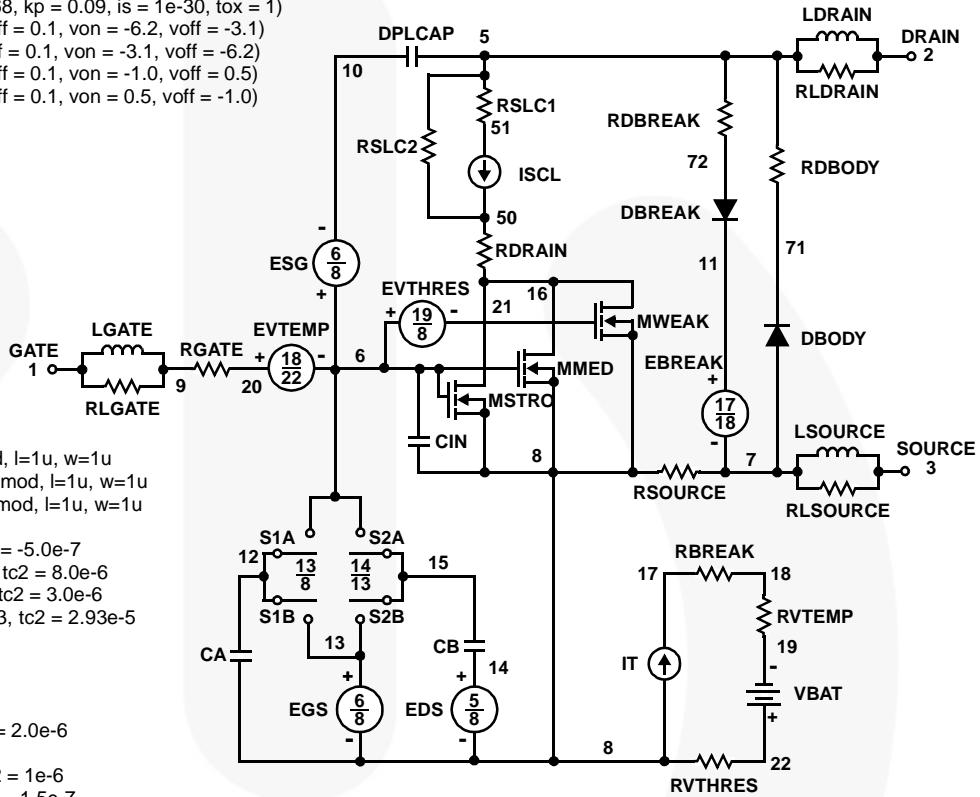 68, kp = 0.09, is = 1e-30, tox = 1)
ff = 0.1, von = -6.2, voff = -3.1)
f = 0.1, von = -3.1, voff = -6.2)
ff = 0.1, von = -1.0, voff = 0.5)
ff = 0.1, von = 0.5, voff = -1.0)
DPLCAP
5
10
LDRAIN
DRAIN
2
RLDRAIN
RSLC1
51
RSLC2
ISCL
50
RDRAIN
RDBREAK
72
DBREAK
11
RDBODY
71
DBODY
-
ESG
6
8
+
EVTHRES
+
19
8
-
21
16
MWEAK
MMED
MSTRO
EBREAK
+
17
18
-
LGATE
GATE
1
RLGATE
9
RGATE
20
EVTEMP
+
18
22
-
6
CIN
8
RSOURCE
7
LSOURCE
SOURCE
3
RLSOURCE
, l=1u, w=1u
mod, l=1u, w=1u
mod, l=1u, w=1u
= -5.0e-7
tc2 = 8.0e-6
tc2 = 3.0e-6
3, tc2 = 2.93e-5
= 2.0e-6
2 = 1e-6
1.5e-7
S1A
S2A
12
13
8
14
13
15
S1B
S2B
13
CA
CB
14
+
EGS
6
8
-
+
EDS
5
8
-
8
RBREAK
17
18
RVTEMP
19
-
IT
VBAT
+
22
RVTHRES